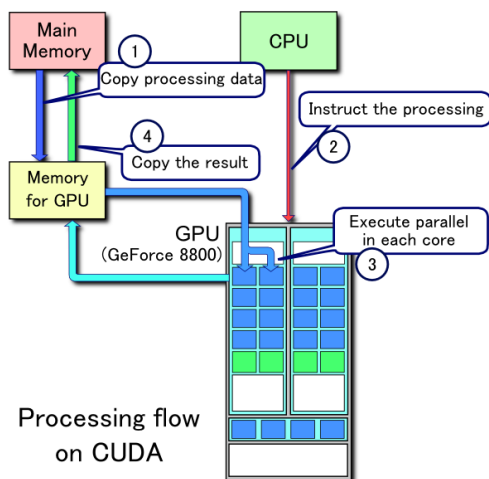 Main
Memory
1
CPU
Copy processing data
Instruct the processing
4
Copy the result
2
Memory
for GPU
GPU
(GeForce 8800)
Execute parallel
in each core
3
Processing flow
on CUDA